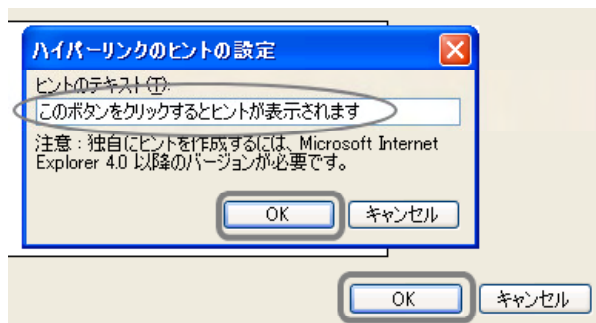 ハイパーリンクのヒントの設定
ヒントのテキスト(T):
このボタンをクリックするとヒントが表示されます
注意：独自にヒントを作成するには、Microsoft Internet
Explorer 4.0 以降のバージョンが必要です。
OK キャンセル
OK キャンセル